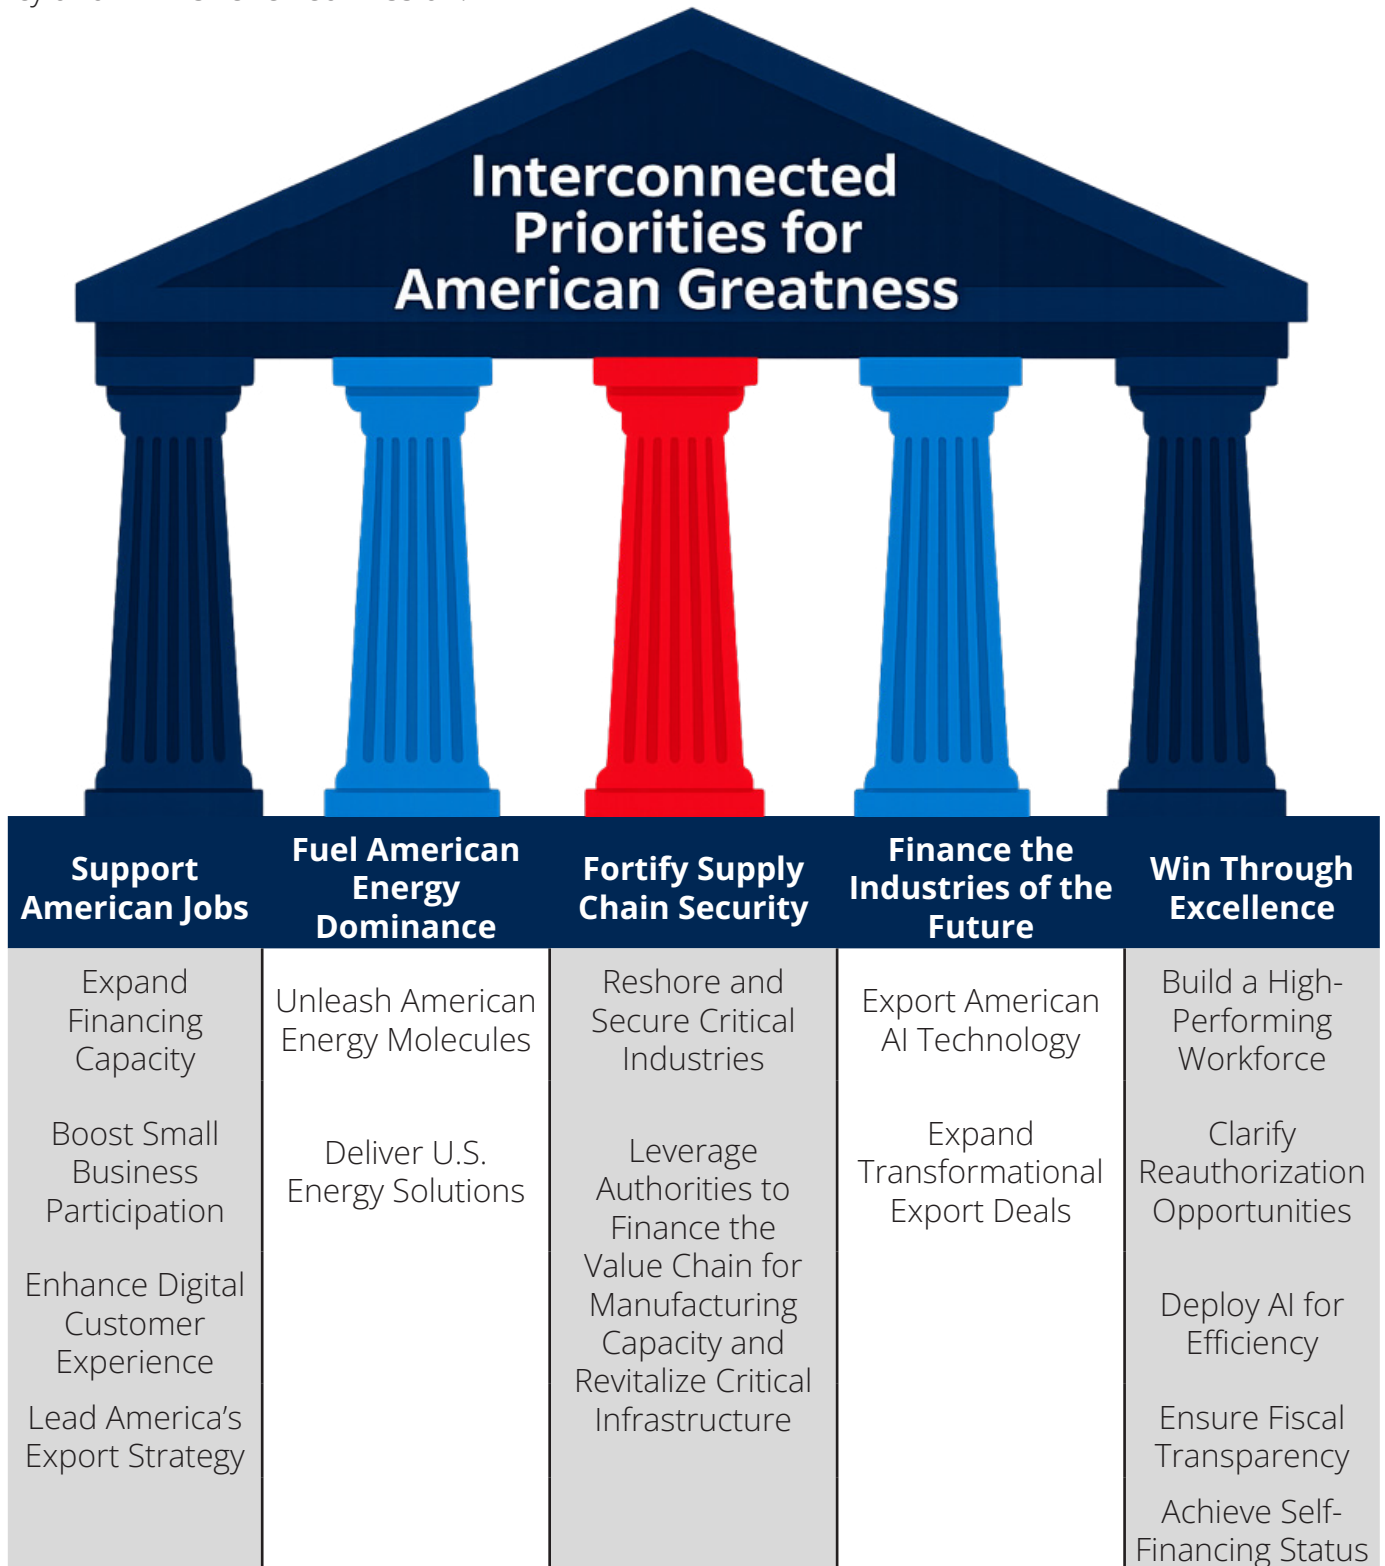 Interconnected
Priorities for
American Greatness
Support
American Jobs
Fuel American
Energy
Dominance
Fortify Supply
Chain Security
Finance the
Industries of the
Future
Win Through
Excellence
Expand
Financing
Capacity
Boost Small
Business
Participation
Enhance Digital
Customer
Experience
Lead America’s
Export Strategy
Unleash American
Energy Molecules
Deliver U.S.
Energy Solutions
Reshore and
Secure Critical
Industries
Leverage
Authorities to
Finance the
Value Chain for
Manufacturing
Capacity and
Revitalize Critical
Infrastructure
Export American
AI Technology
Expand
Transformational
Export Deals
Build a High-
Performing
Workforce
Clarify
Reauthorization
Opportunities
Deploy AI for
Efficiency
Ensure Fiscal
Transparency
Achieve Self-
Financing Status